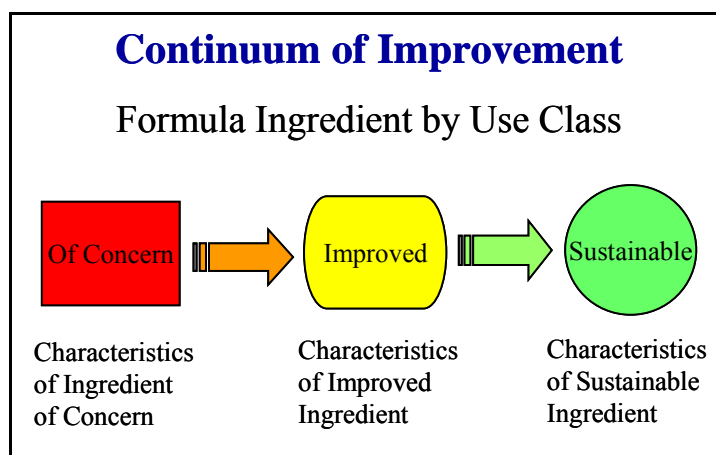 Continuum of Improvement
Formula Ingredient by Use Class
Of Concern
Improved
Sustainable
Characteristics
of Ingredient
of Concern
Characteristics
of Improved
Ingredient
Characteristics
of Sustainable
Ingredient